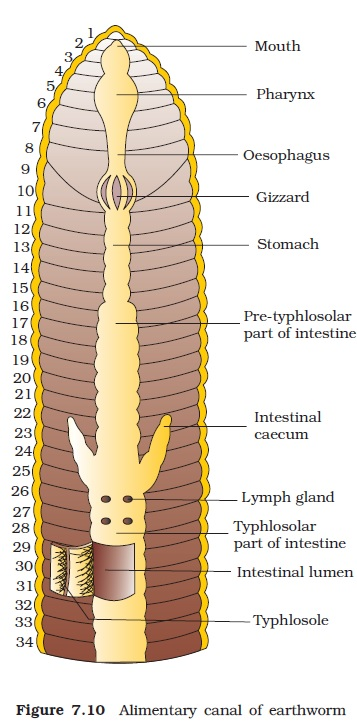 1
2
3
4
5
6
7
8
9
10
11
12
13
14
15
16
17
18
19
20
21
22
23
24
25
26
27
28
29
30
31
32
33
34
Mouth
Pharynx
Oesophagus
Gizzard
Stomach
Pre-typhlosolar
part of intestine
Intestinal
caecum
Lymph gland
Typhlosolar
part of intestine
Intestinal lumen
Typhlosole
Figure 7.10 Alimentary canal of earthworm